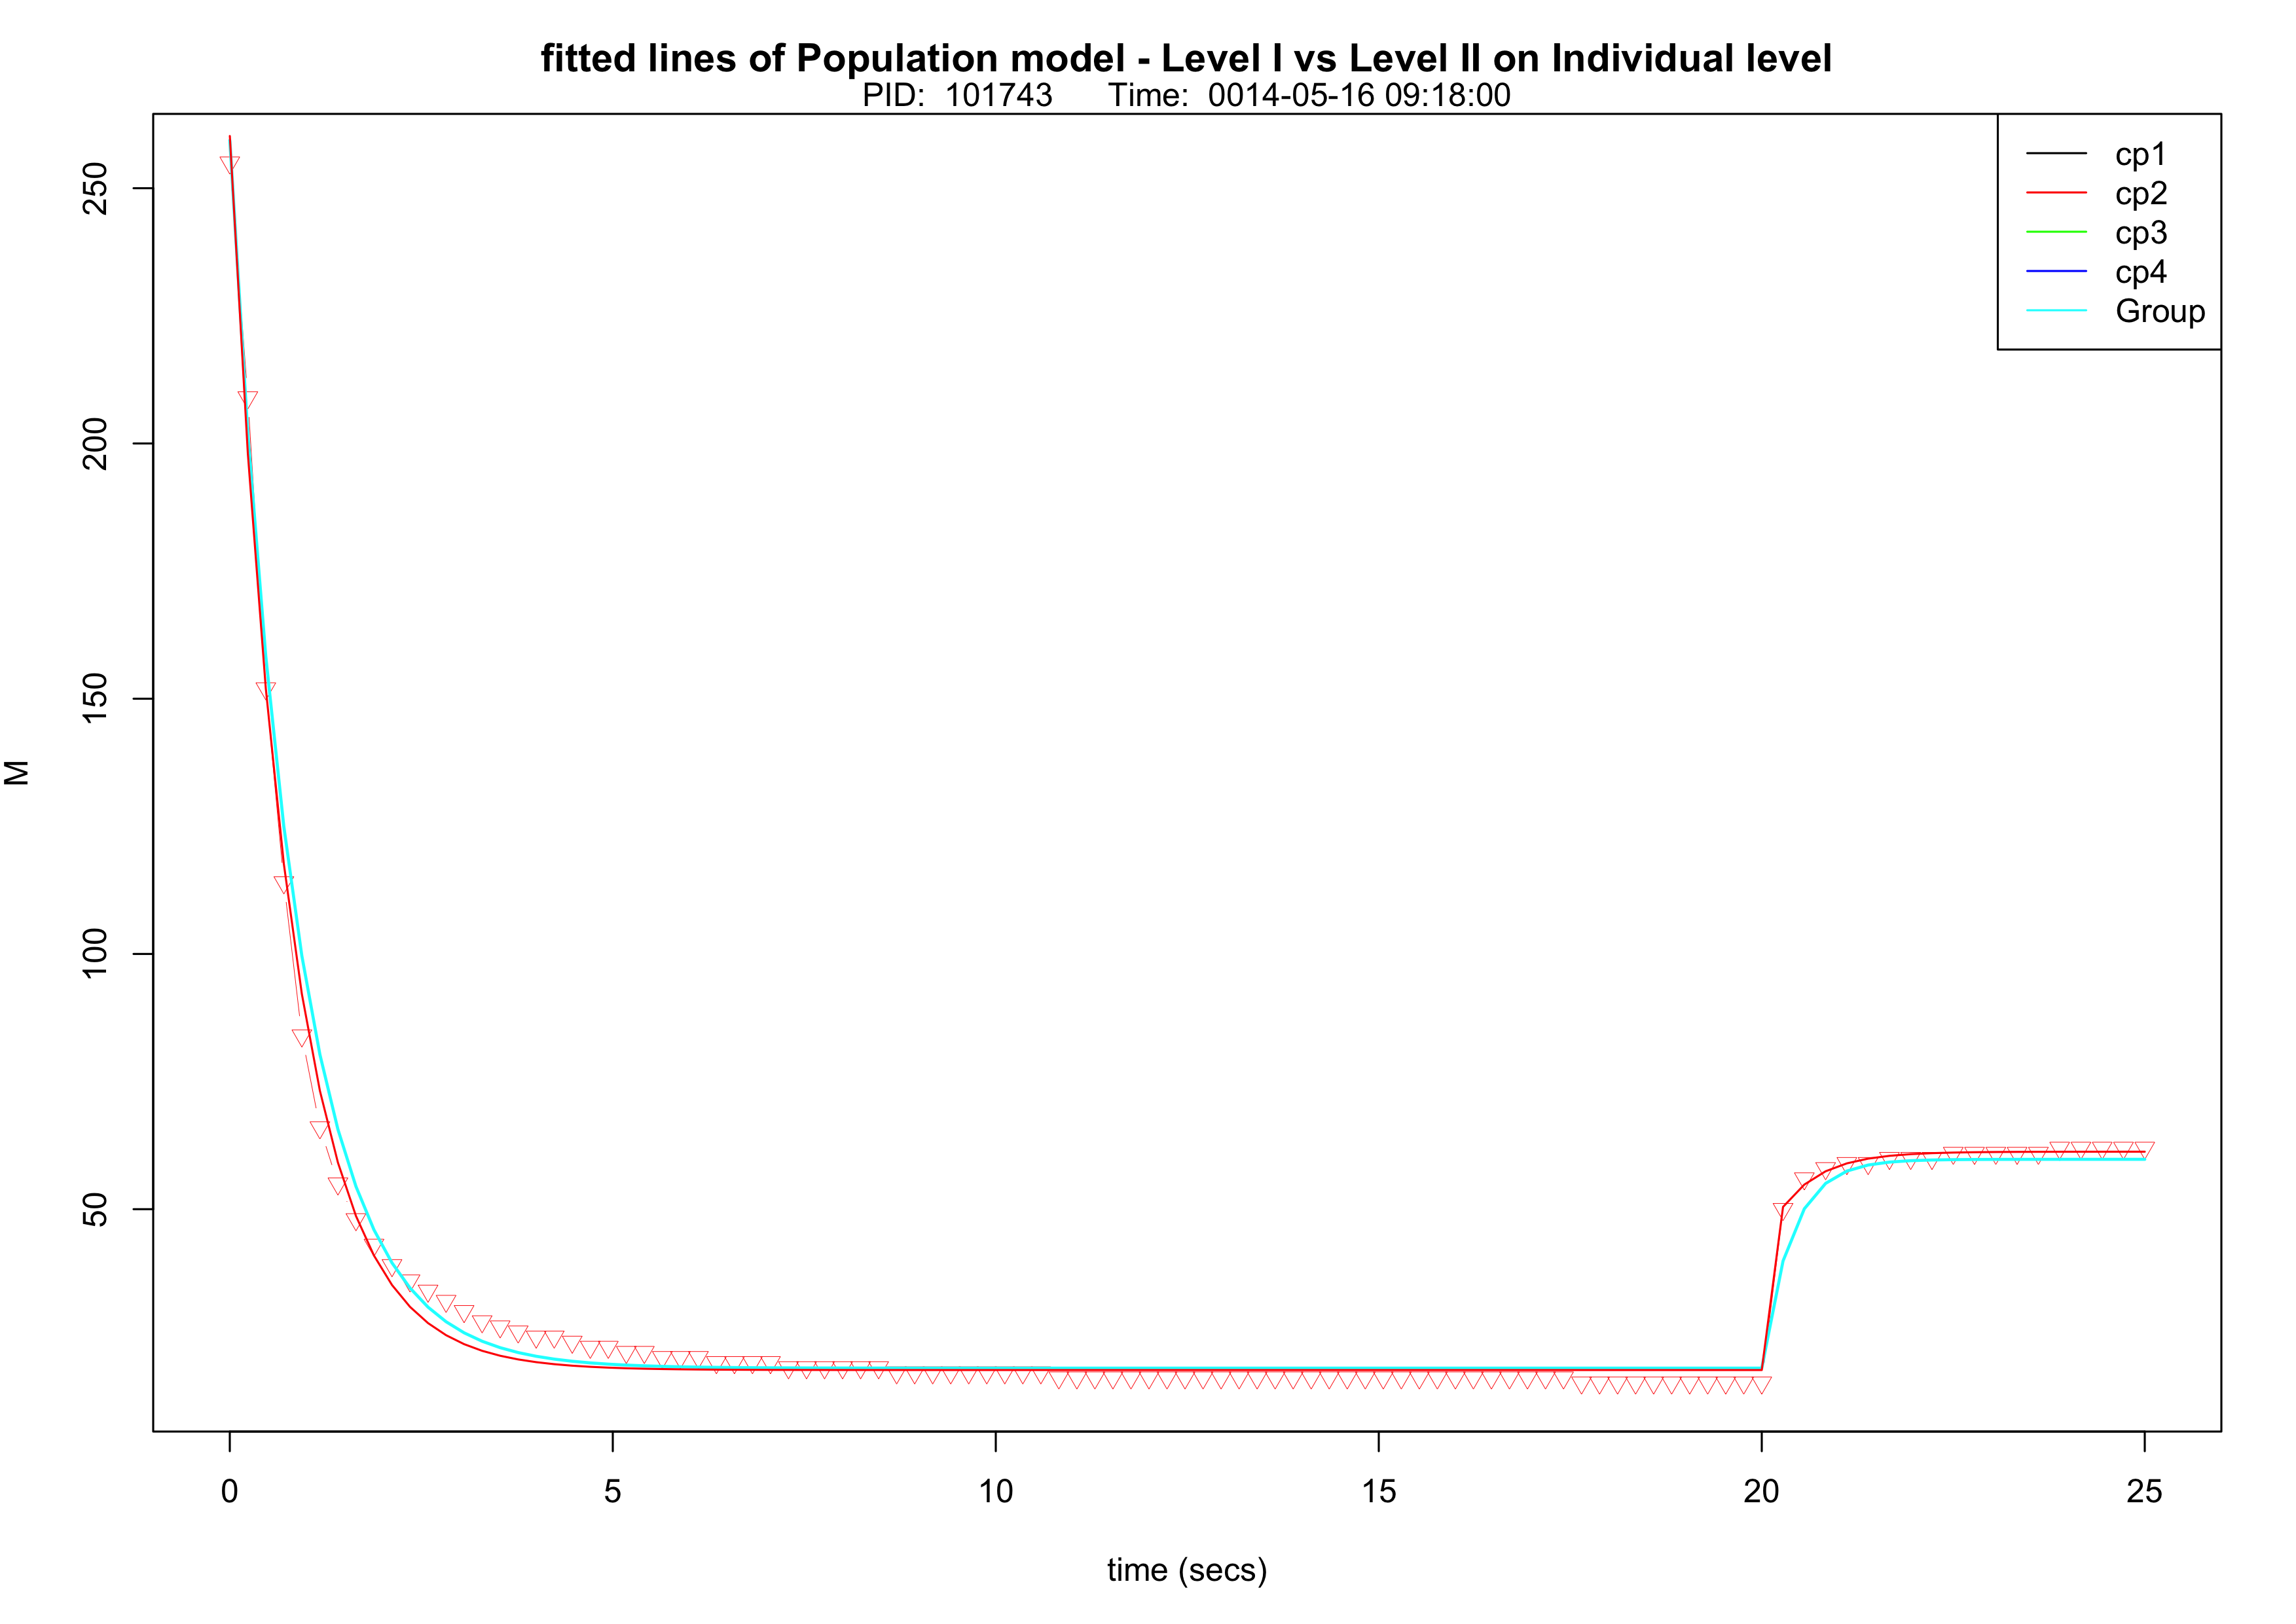 fitted lines of Population model - Level I vs Level II on Individual level
PID: 101743 Time: 0014-05-16 09:18:00
cp1
cp2
cp3
cp4
Group
250
200
150
100
50
M
0 5 10 15 20 25
time (secs)